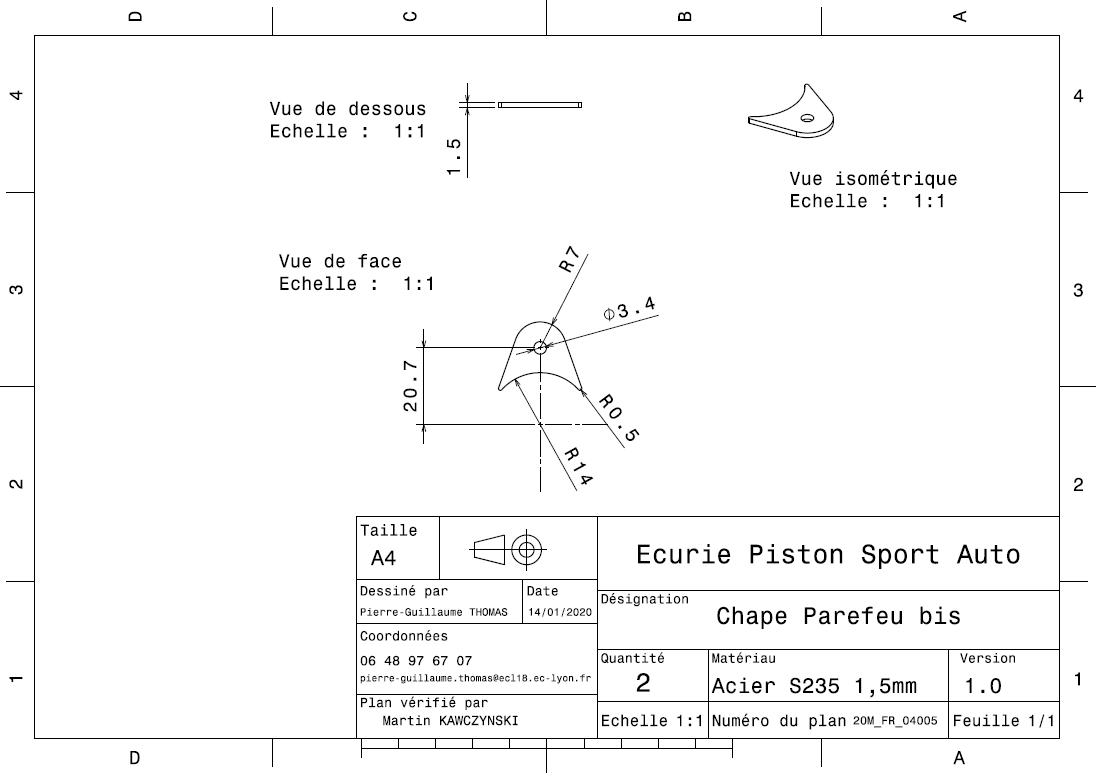 D C B A
4 4
Vue de dessous
Echelle : 1:1
1.5
Vue isométrique
Echelle : 1:1
3 3
Vue de face
Echelle : 1:1
R7
Φ3.4
20.7
R0.5
R14
2 2
Taille
A4
Ecurie Piston Sport Auto
Dessiné par
Pierre-Guillaume THOMAS
Date
14/01/2020
Désignation
Chape Parefeu bis
Coordonnées
06 48 97 67 07
pierre-guillaume.thomas@ecl18.ec-lyon.fr
Quantité
2
Matériau
Acier S235 1,5mm
Version
1.0
Plan vérifié par
Martin KAWCZYNSKI
Echelle 1:1
Numéro du plan 20M_FR_04005
Feuille 1/1
1 1
D A